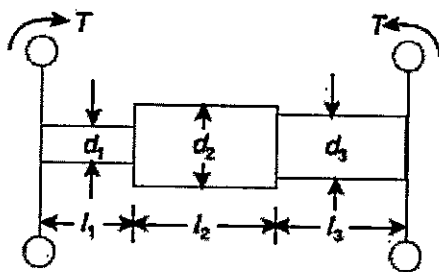 T T
d₁ d₂ d₃
l₁ l₂ l₃